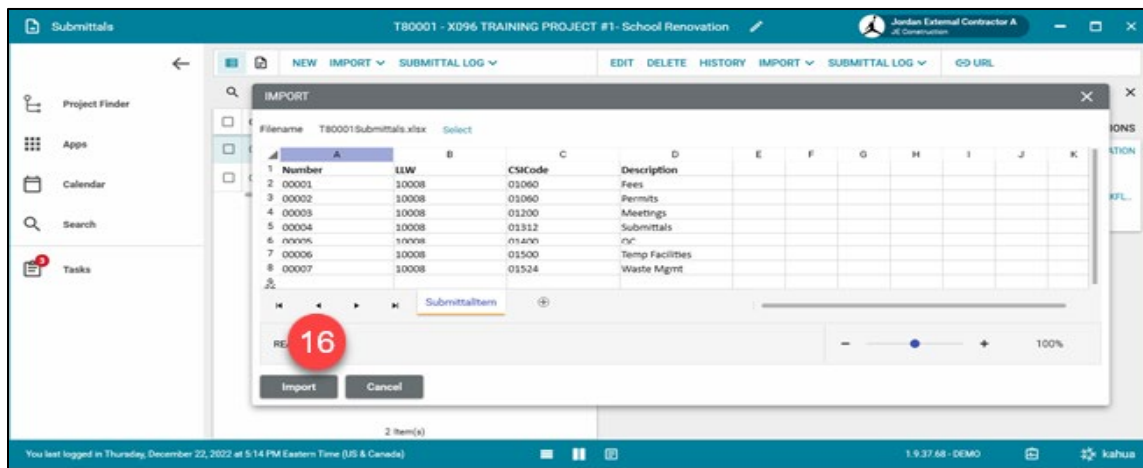 Submittals
T80001 - X096 TRAINING PROJECT #1- School Renovation
Jordan External Contractor A
JE Construction
NEW IMPORT SUBMITTAL LOG
EDIT DELETE HISTORY IMPORT SUBMITTAL LOG URL
Project Finder
Apps
Calendar
Search
3
Tasks
IMPORT
Filename T80001Submittals.xlsx Select
A B C D E F G H I J K
1 Number LLW CSICode Description
2 00001 10008 01060 Fees
3 00002 10008 01060 Permits
4 00003 10008 01200 Meetings
5 00004 10008 01312 Submittals
6 00005 10008 01400 QC
7 00006 10008 01500 Temp Facilities
8 00007 10008 01524 Waste Mgmt
9
SubmittalItem
16
100%
Import Cancel
IONS
ATION
KFL..
2 Item(s)
You last logged in Thursday, December 22, 2022 at 5:14 PM Eastern Time (US & Canada)
1.9.37.68 - DEMO
kahua